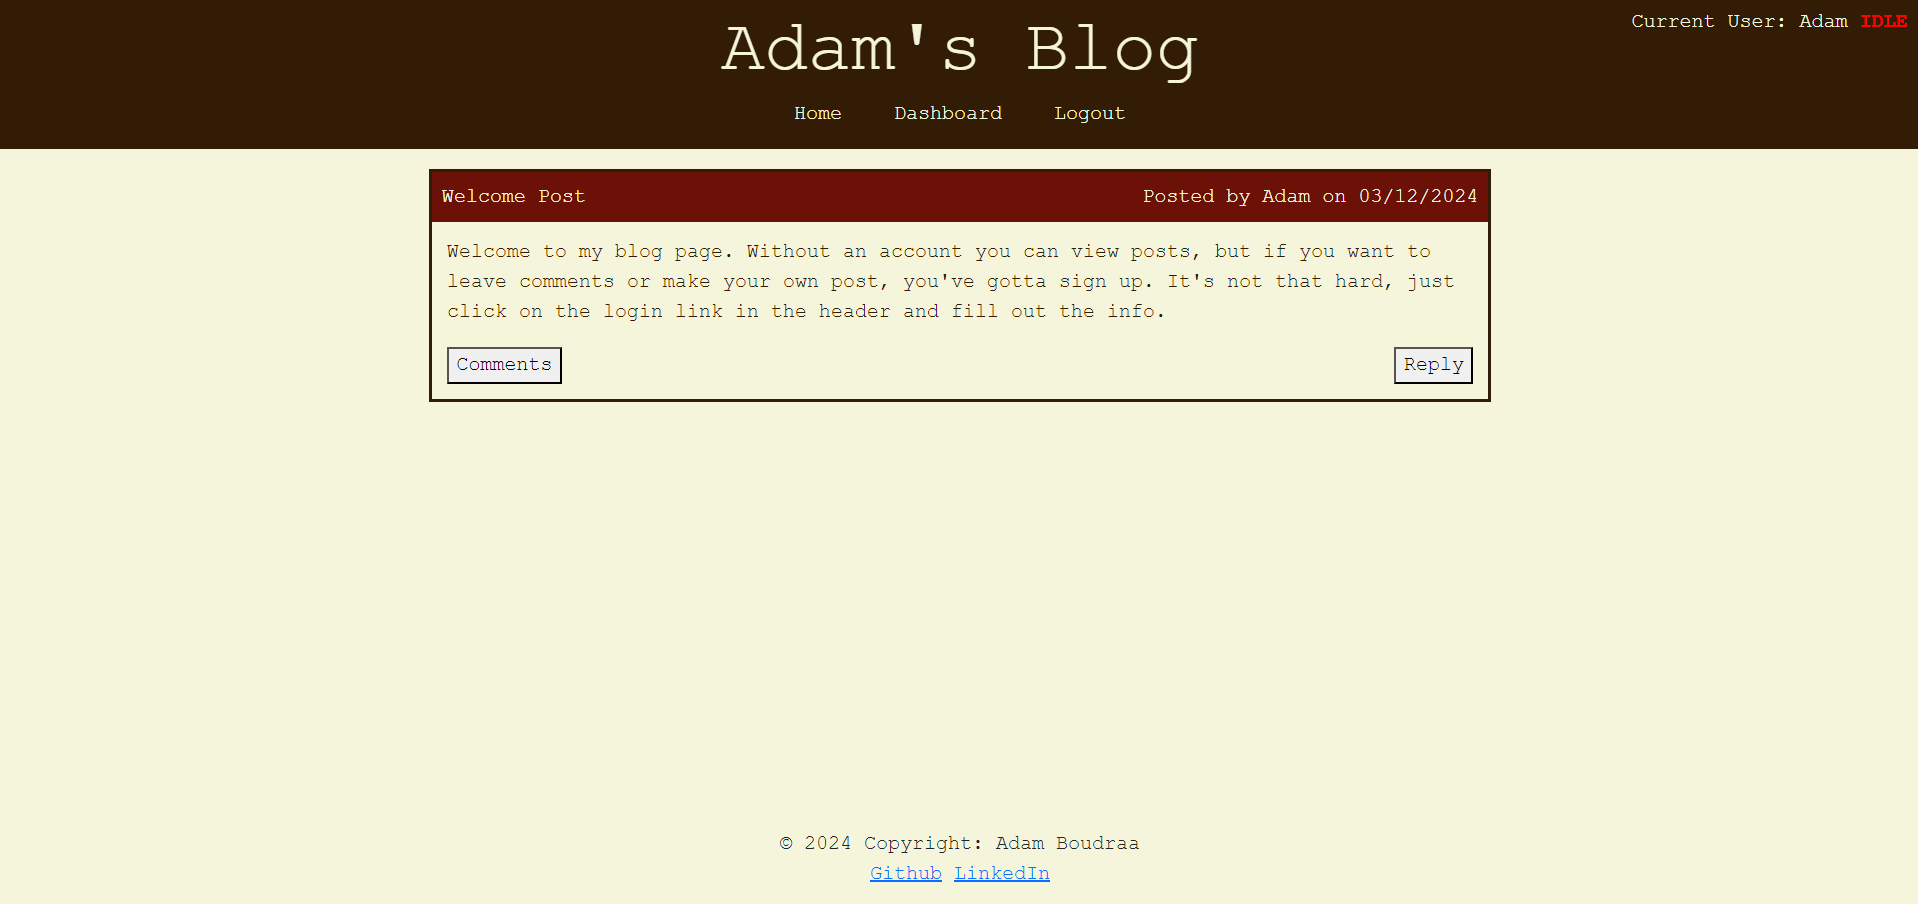 Adam's Blog
Current User: Adam IDLE
Home Dashboard Logout
Welcome Post Posted by Adam on 03/12/2024
Welcome to my blog page. Without an account you can view posts, but if you want to
leave comments or make your own post, you've gotta sign up. It's not that hard, just
click on the login link in the header and fill out the info.
Comments Reply
© 2024 Copyright: Adam Boudraa
Github LinkedIn